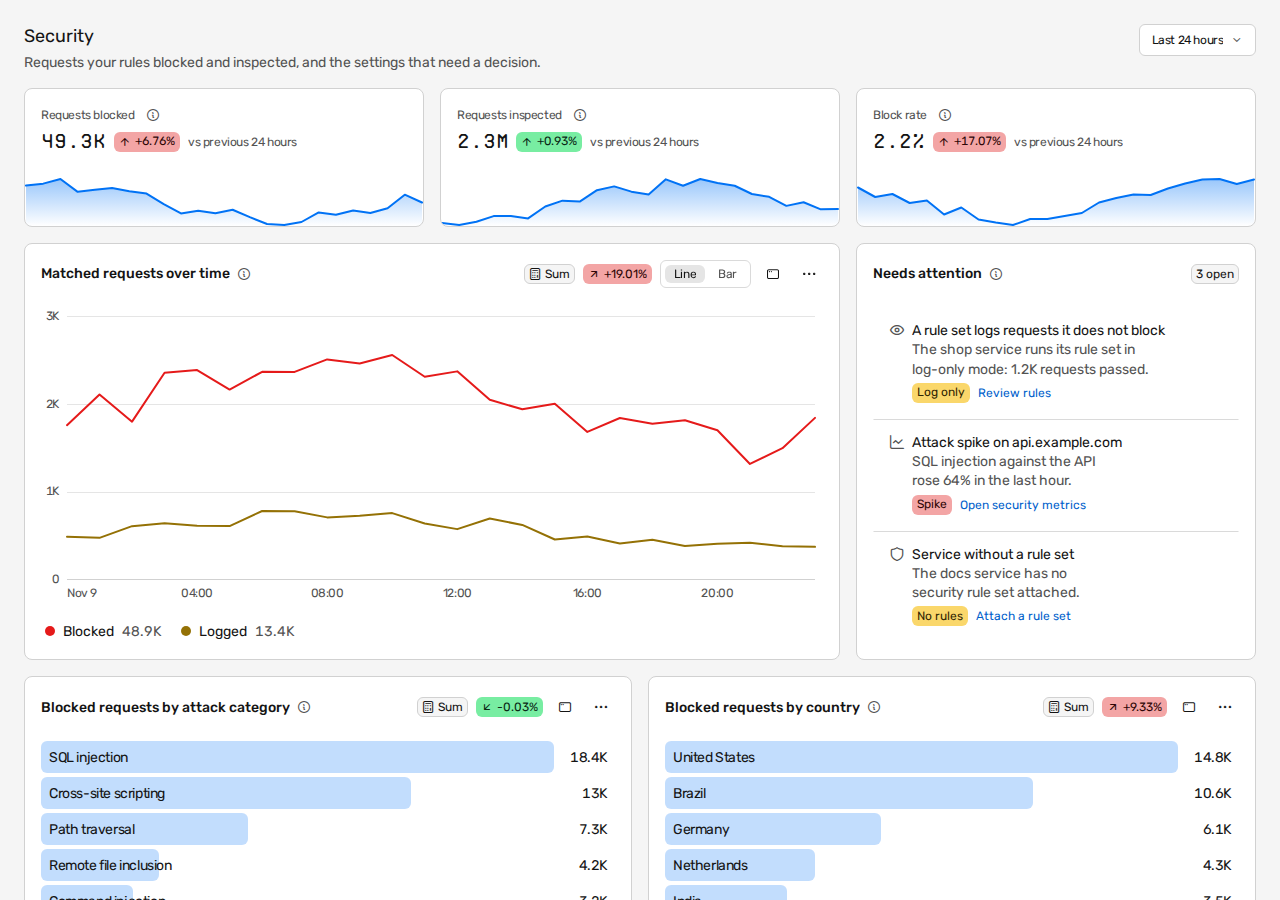 Security
Last 24 hours
Requests your rules blocked and inspected, and the settings that need a decision.
Requests blocked
49.3K
+6.76%
vs previous 24 hours
Requests inspected
2.3M
+0.93%
vs previous 24 hours
Block rate
2.2%
+17.07%
vs previous 24 hours
Matched requests over time
Sum
+19.01%
Line
Bar
3K
2K
1K
0
Nov 9
04:00
08:00
12:00
16:00
20:00
Blocked 48.9K
Logged 13.4K
Needs attention
3 open
A rule set logs requests it does not block
The shop service runs its rule set in
log-only mode: 1.2K requests passed.
Log only
Review rules
Attack spike on api.example.com
SQL injection against the API
rose 64% in the last hour.
Spike
Open security metrics
Service without a rule set
The docs service has no
security rule set attached.
No rules
Attach a rule set
Blocked requests by attack category
Sum
-0.03%
SQL injection 18.4K
Cross-site scripting 13K
Path traversal 7.3K
Remote file inclusion 4.2K
Blocked requests by country
Sum
+9.33%
United States 14.8K
Brazil 10.6K
Germany 6.1K
Netherlands 4.3K